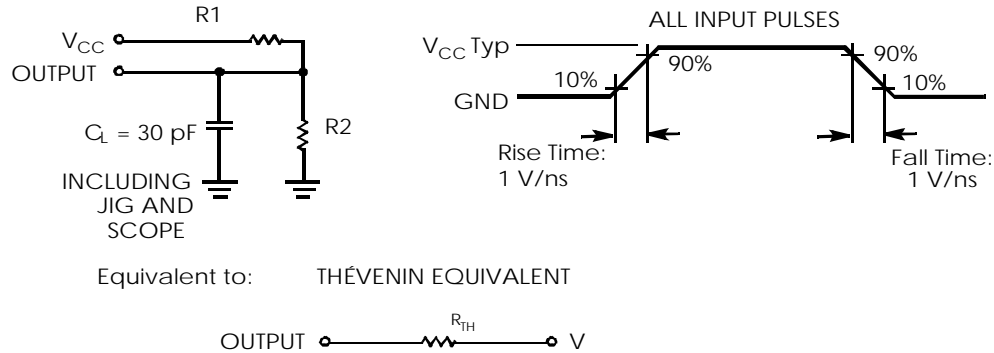 R1
V_CC
OUTPUT
C_L = 30 pF
R2
INCLUDING
JIG AND
SCOPE
ALL INPUT PULSES
V_CC Typ
GND
10%
90%
90%
10%
Rise Time:
1 V/ns
Fall Time:
1 V/ns
Equivalent to: THÉVENIN EQUIVALENT
OUTPUT
R_TH
V